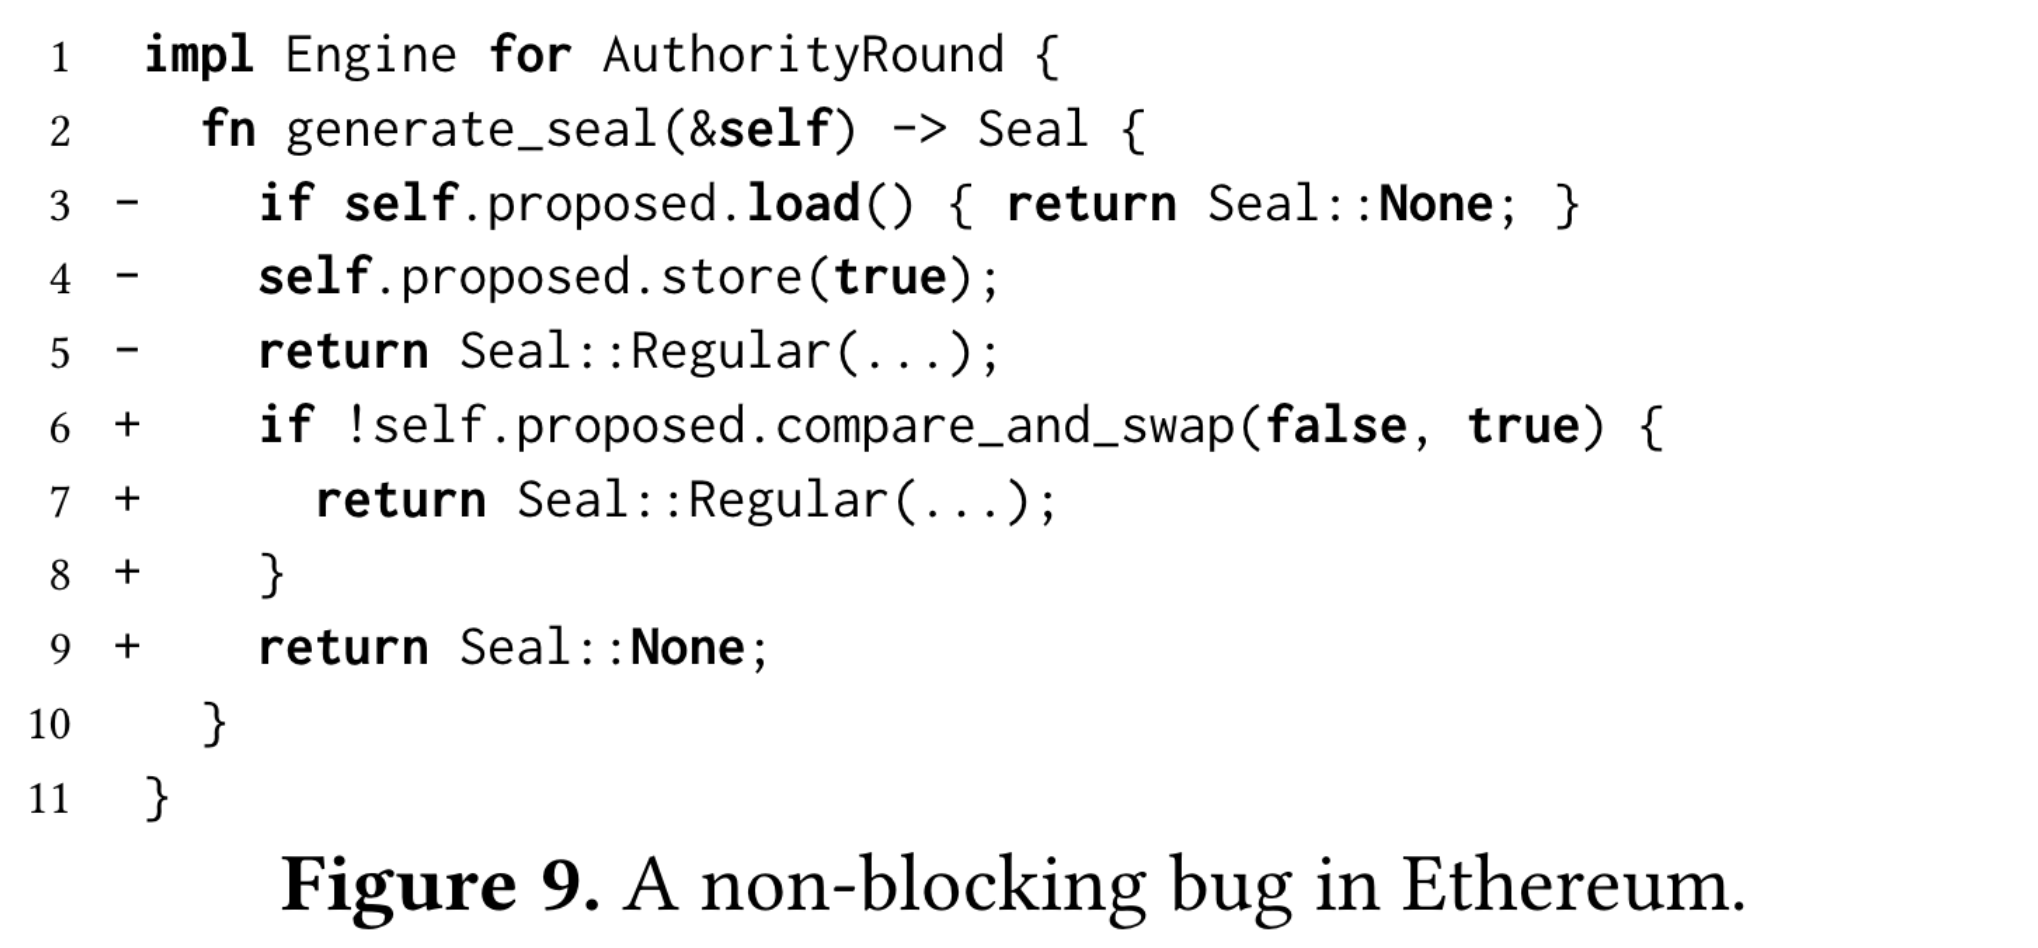 1 impl Engine for AuthorityRound {
2 fn generate_seal(&self) -> Seal {
3 - if self.proposed.load() { return Seal::None; }
4 - self.proposed.store(true);
5 - return Seal::Regular(...);
6 + if !self.proposed.compare_and_swap(false, true) {
7 + return Seal::Regular(...);
8 + }
9 + return Seal::None;
10 }
11 }
Figure 9. A non-blocking bug in Ethereum.